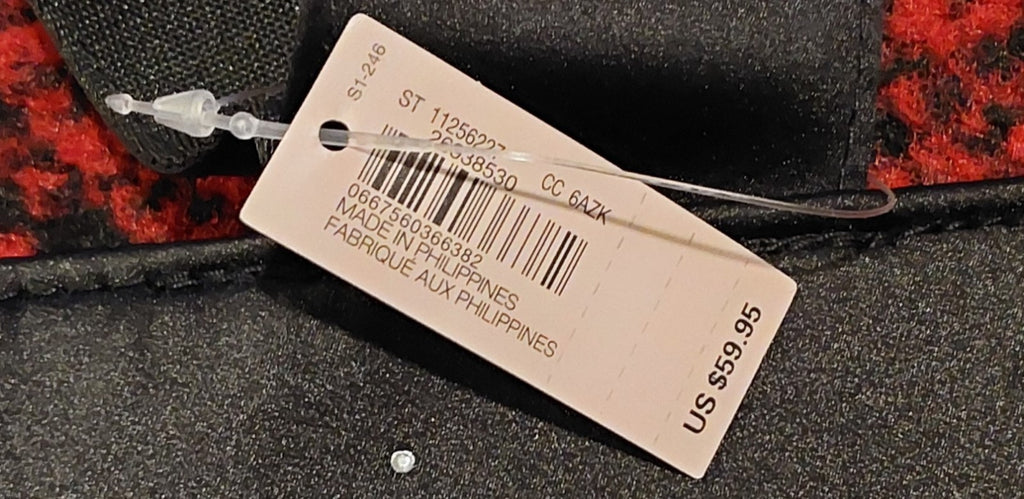 S1-246
ST 11256227
CC 6AZK
0667560366382
MADE IN PHILIPPINES
FABRIQUÉ AUX PHILIPPINES
US $59.95